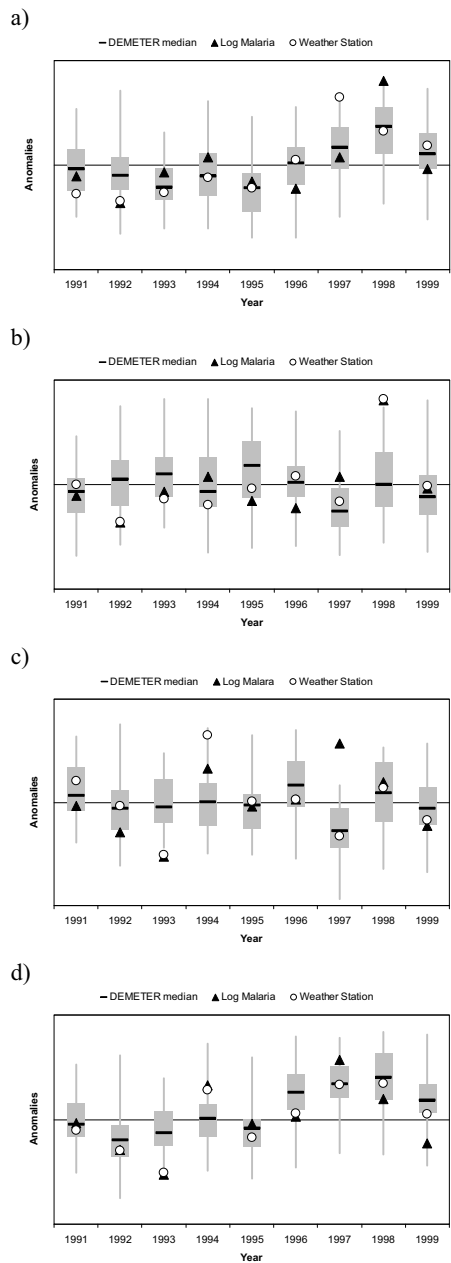 a)
DEMETER median Log Malaria Weather Station
Anomalies
1991 1992 1993 1994 1995 1996 1997 1998 1999
Year
b)
DEMETER median Log Malaria Weather Station
Anomalies
1991 1992 1993 1994 1995 1996 1997 1998 1999
Year
c)
DEMETER median Log Malara Weather Station
Anomalies
1991 1992 1993 1994 1995 1996 1997 1998 1999
Year
d)
DEMETER median Log Malaria Weather Station
Anomalies
1991 1992 1993 1994 1995 1996 1997 1998 1999
Year